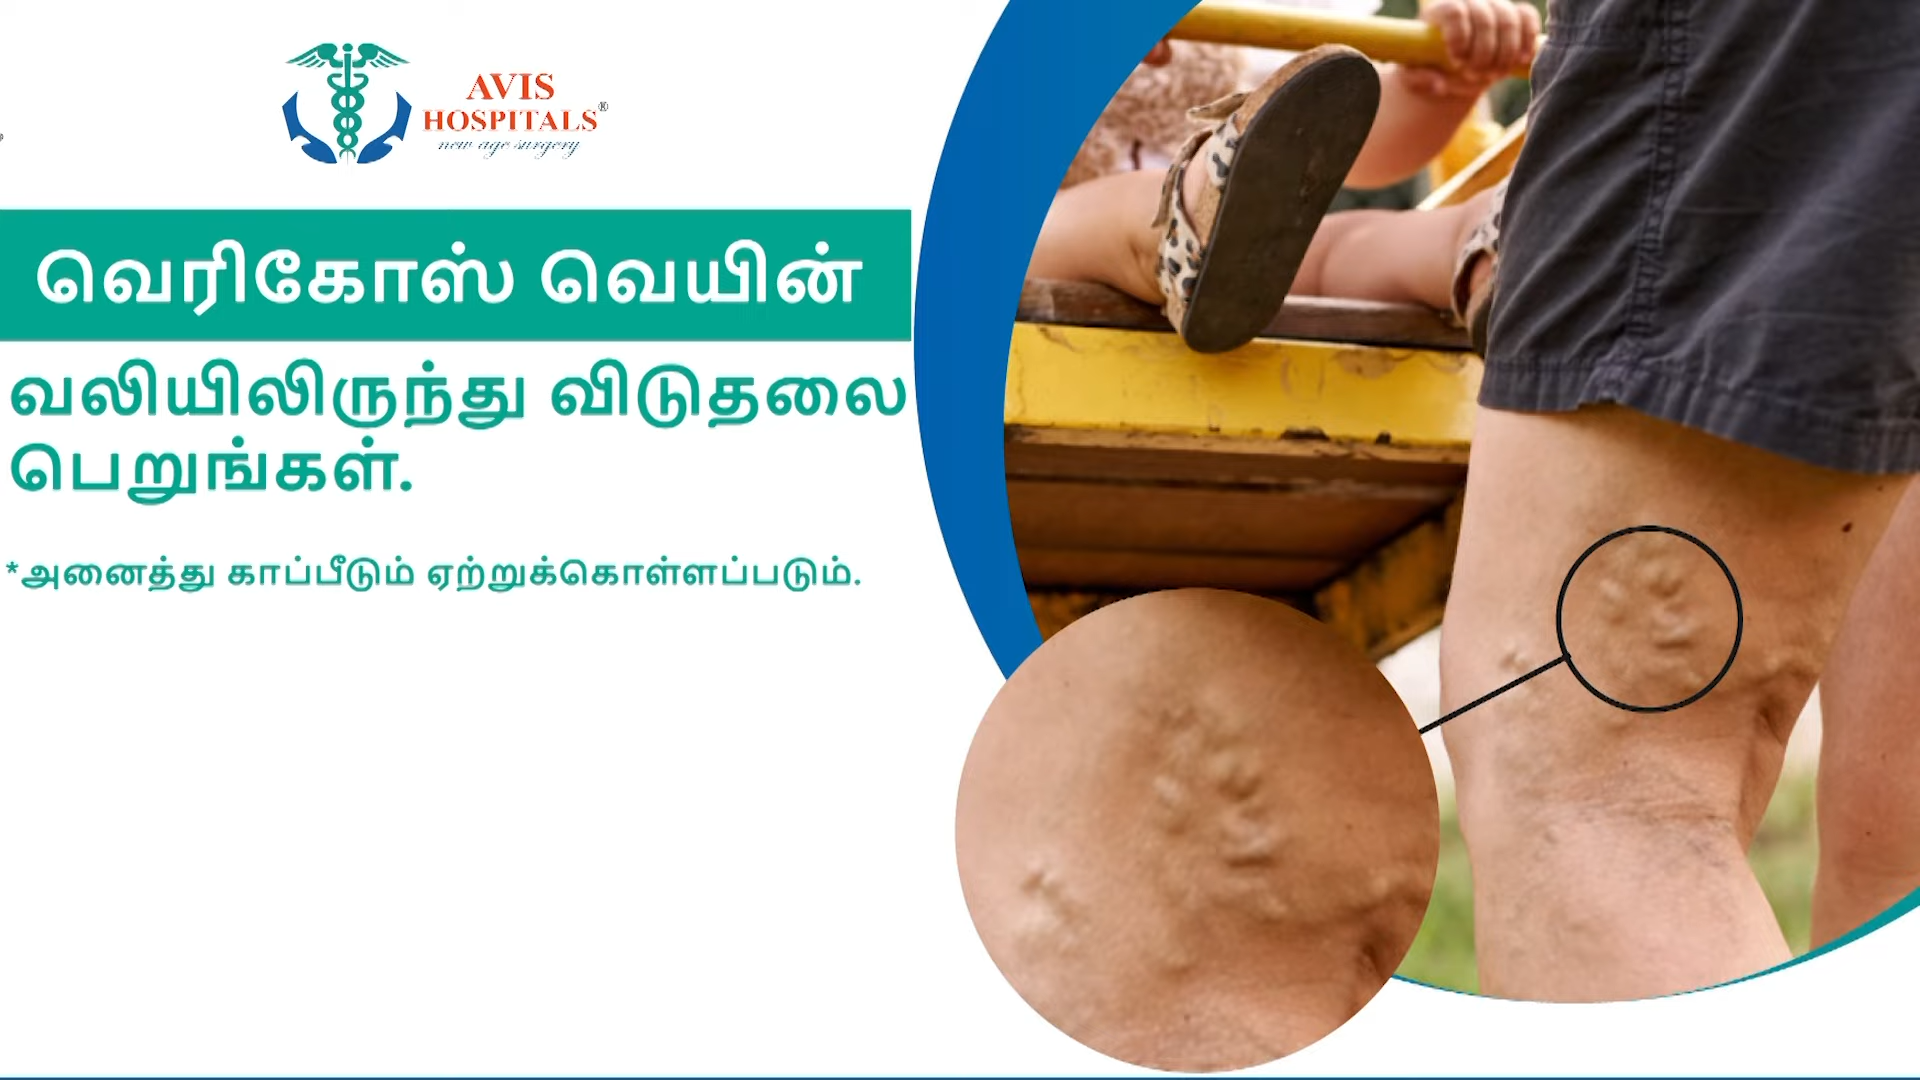 AVIS
HOSPITALS®
new age surgery
வெரிகோஸ் வெயின்
வலியிலிருந்து விடுதலை
பெறுங்கள்.
*அனைத்து காப்பீடும் ஏற்றுக்கொள்ளப்படும்.